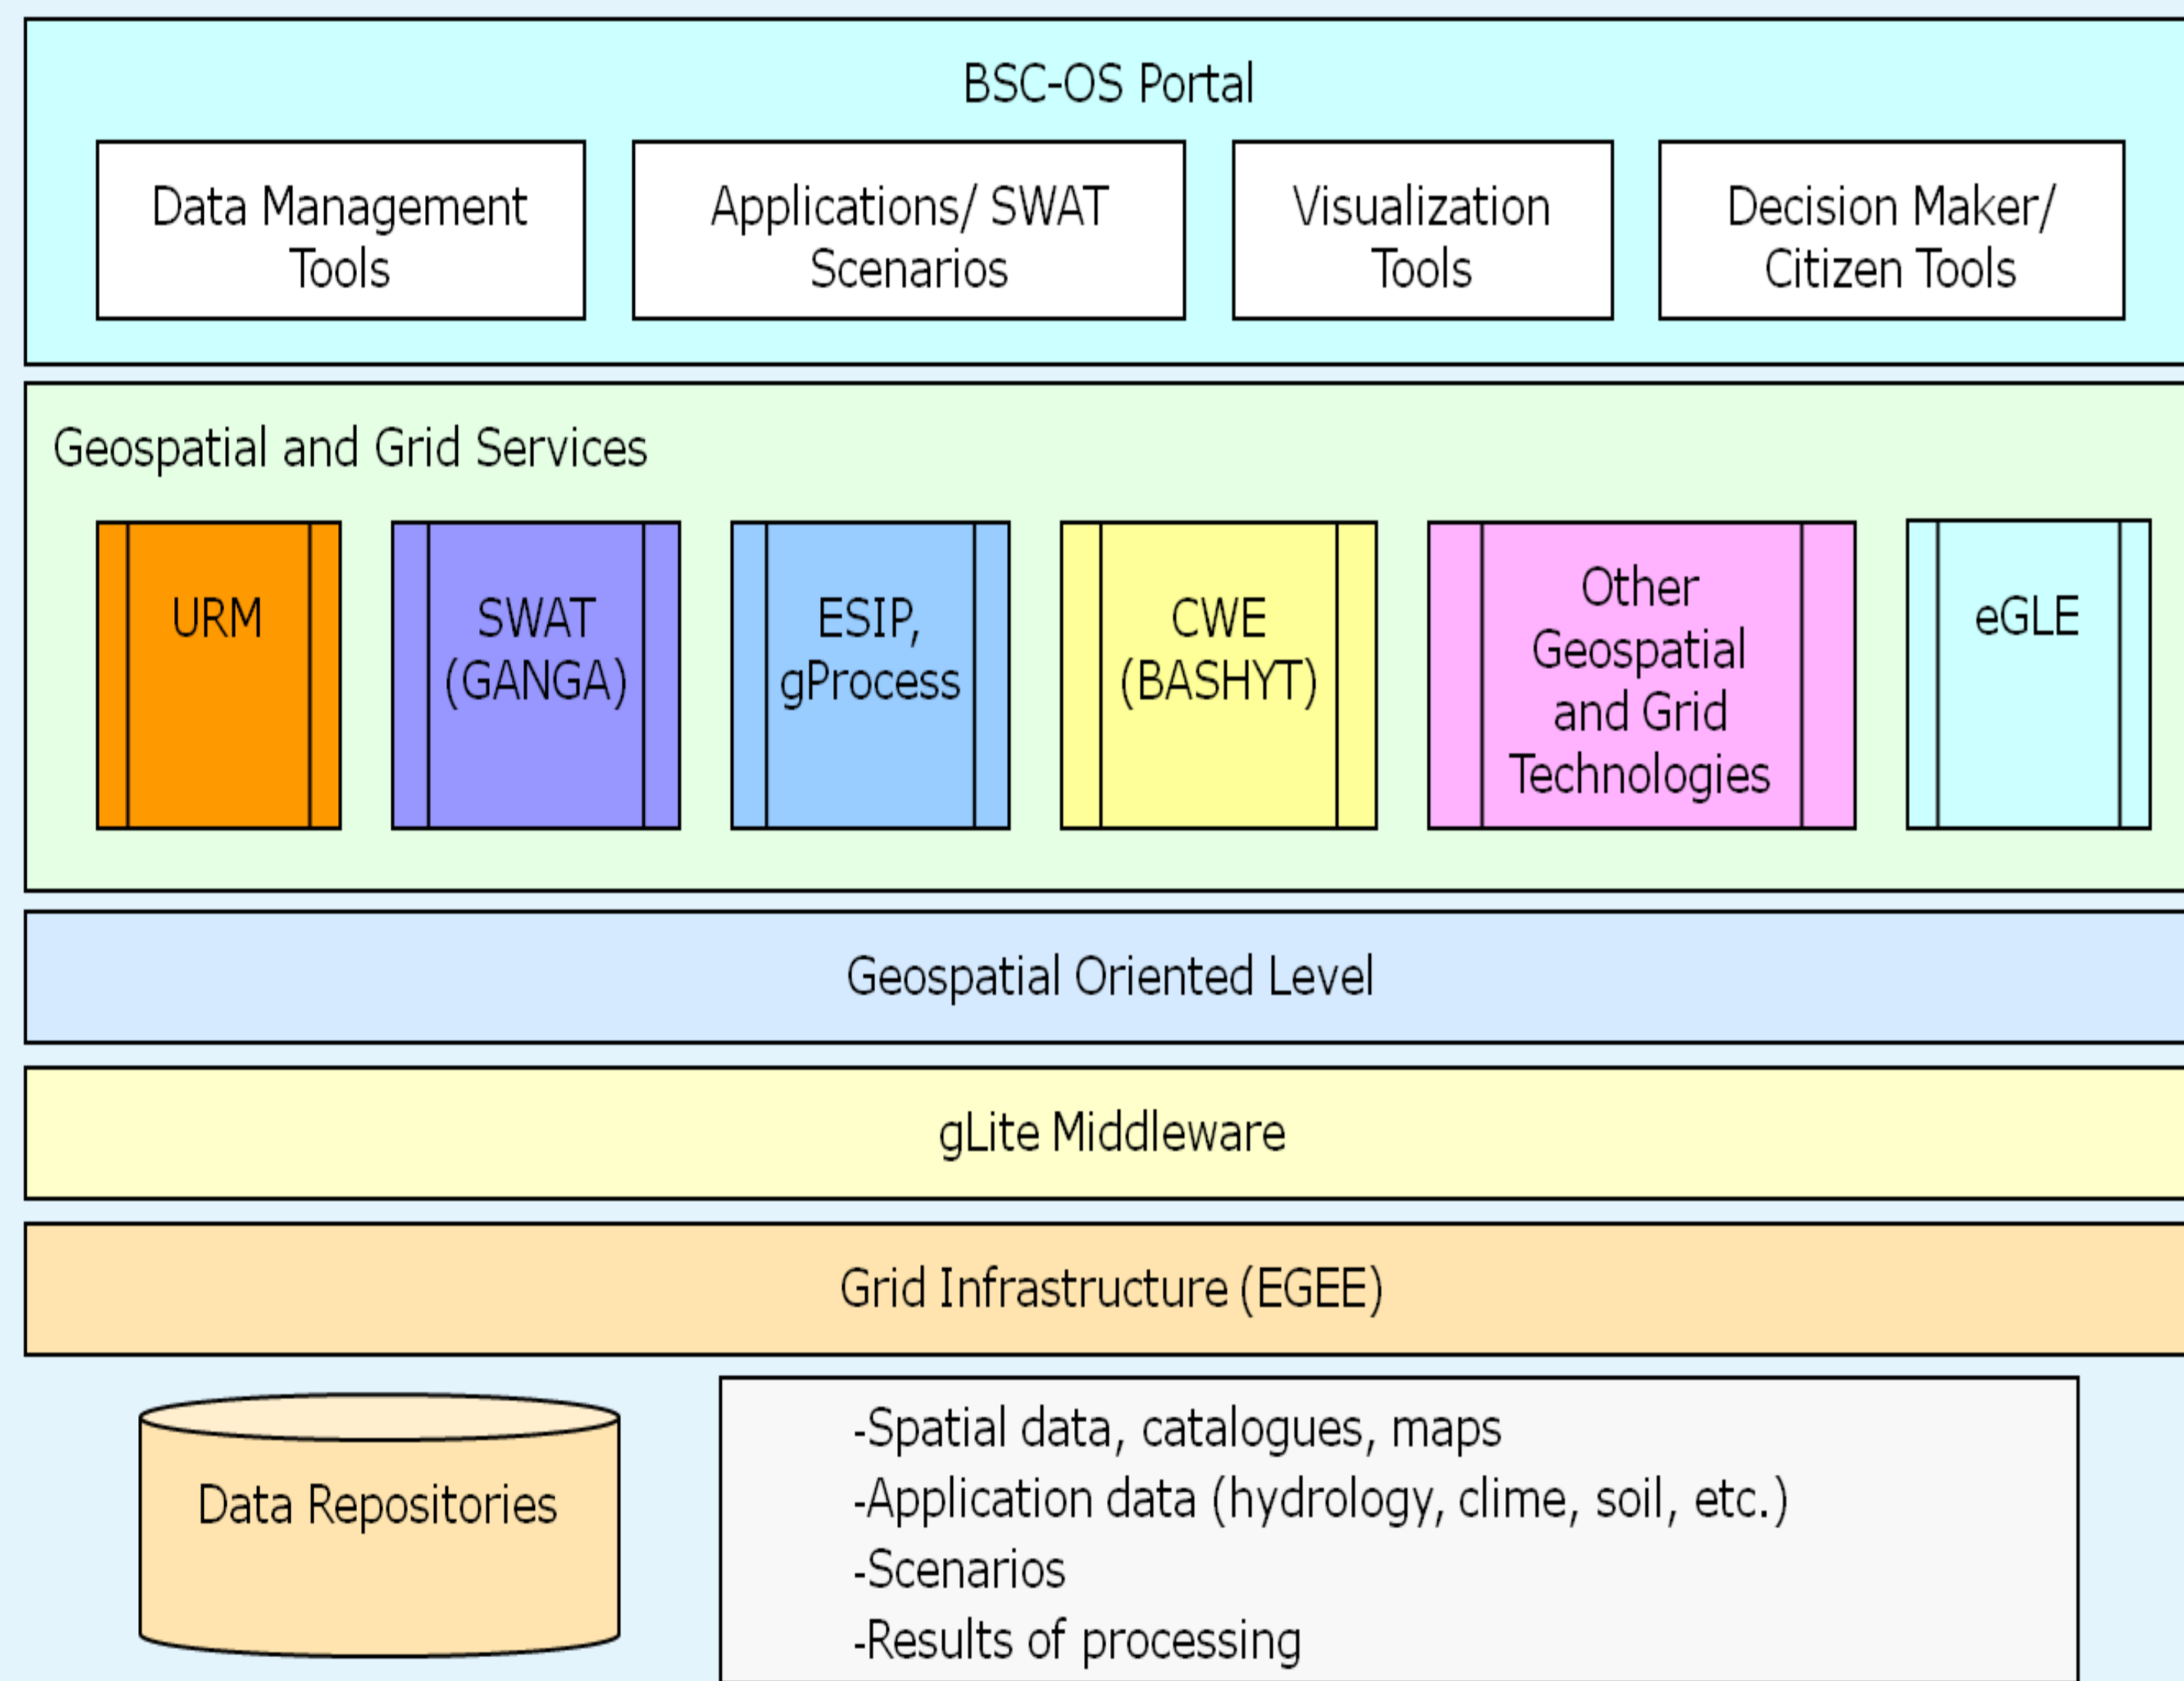 BSC-OS Portal
Data Management
Tools
Applications/ SWAT
Scenarios
Visualization
Tools
Decision Maker/
Citizen Tools
Geospatial and Grid Services
URM
SWAT
(GANGA)
ESIP,
gProcess
CWE
(BASHYT)
Other
Geospatial
and Grid
Technologies
eGLE
Geospatial Oriented Level
gLite Middleware
Grid Infrastructure (EGEE)
Data Repositories
-Spatial data, catalogues, maps
-Application data (hydrology, clime, soil, etc.)
-Scenarios
-Results of processing